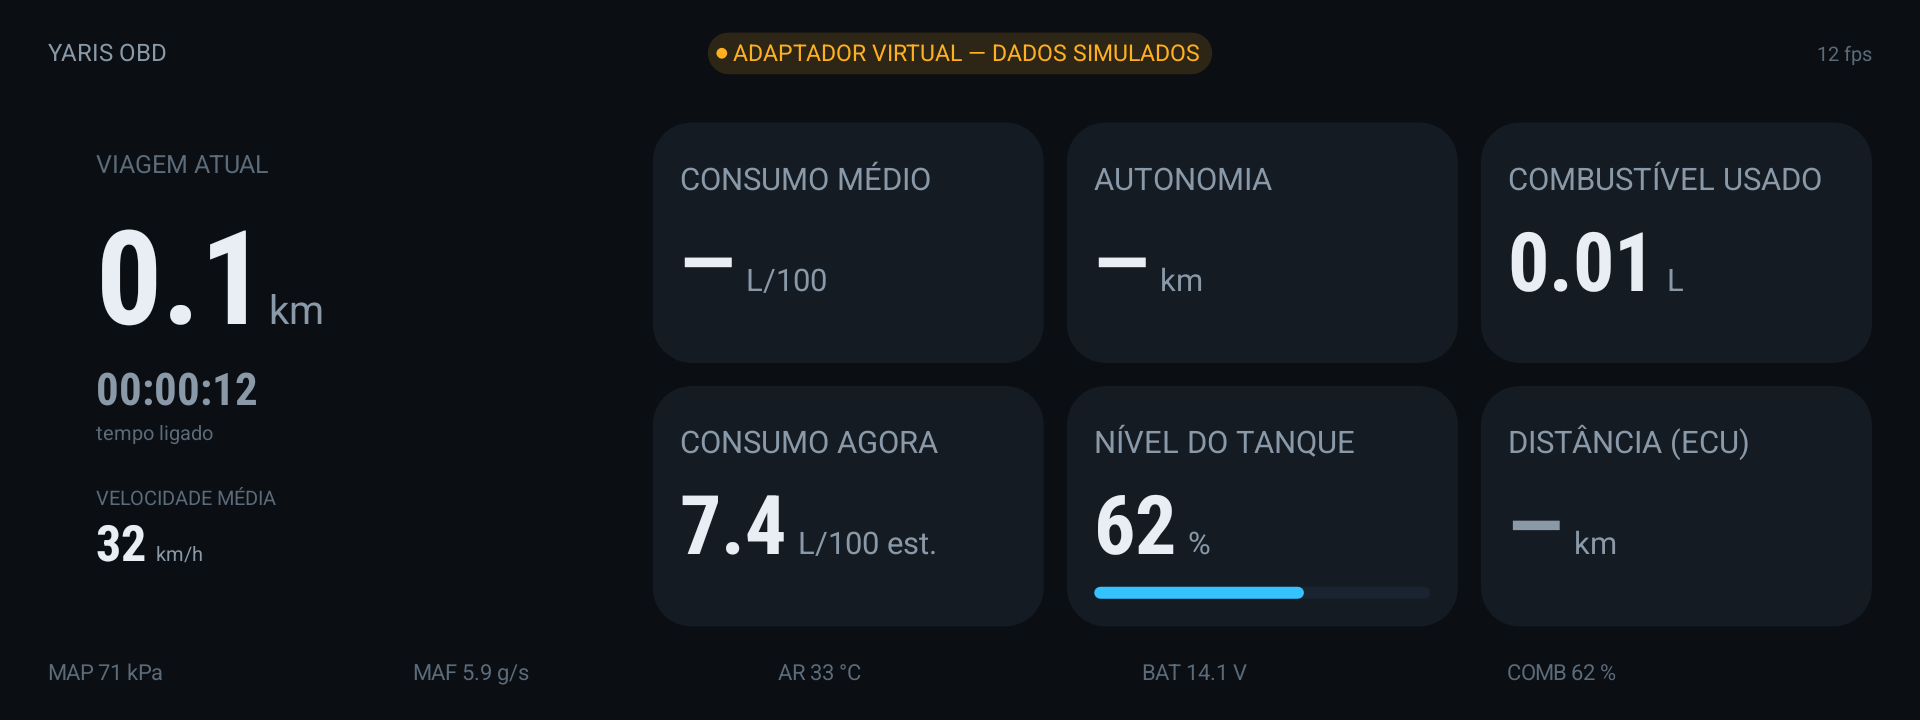 YARIS OBD
ADAPTADOR VIRTUAL — DADOS SIMULADOS
12 fps
VIAGEM ATUAL
0.1 km
00:00:12
tempo ligado
VELOCIDADE MÉDIA
32 km/h
CONSUMO MÉDIO
— L/100
AUTONOMIA
— km
COMBUSTÍVEL USADO
0.01 L
CONSUMO AGORA
7.4 L/100 est.
NÍVEL DO TANQUE
62 %
DISTÂNCIA (ECU)
— km
MAP 71 kPa
MAF 5.9 g/s
AR 33 °C
BAT 14.1 V
COMB 62 %